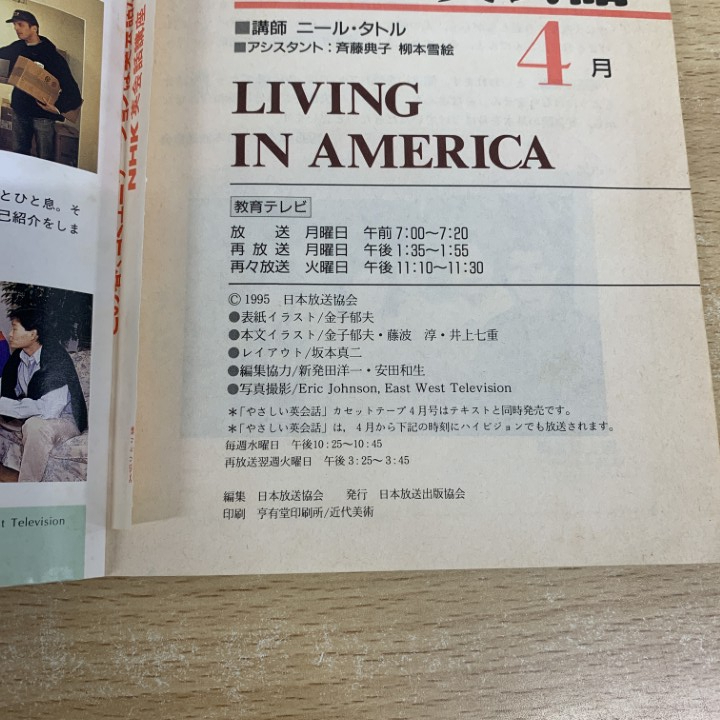 ■講師 ニール・タトル
■アシスタント：斉藤典子 柳本雪絵
4月
LIVING
IN AMERICA
教育テレビ
放　送　月曜日　午前7:00〜7:20
再 放 送　月曜日　午後1:35〜1:55
再々放送　火曜日　午後11:10〜11:30
©1995　日本放送協会
●表紙イラスト/金子郁夫
●本文イラスト/金子郁夫・藤波　淳・井上七重
●レイアウト/坂本真二
●編集協力/新発田洋一・安田和生
●写真撮影/Eric Johnson, East West Television
＊「やさしい英会話」カセットテープ4月号はテキストと同時発売です。
＊「やさしい英会話」は，4月から下記の時刻にハイビジョンでも放送されます。
毎週水曜日　午後10:25〜10:45
再放送翌週火曜日　午後3:25〜3:45
編集　日本放送協会　　発行　日本放送出版協会
印刷　亨有堂印刷所/近代美術
とひと息。そ
己紹介をしま
t Television
NHK 英会話講座